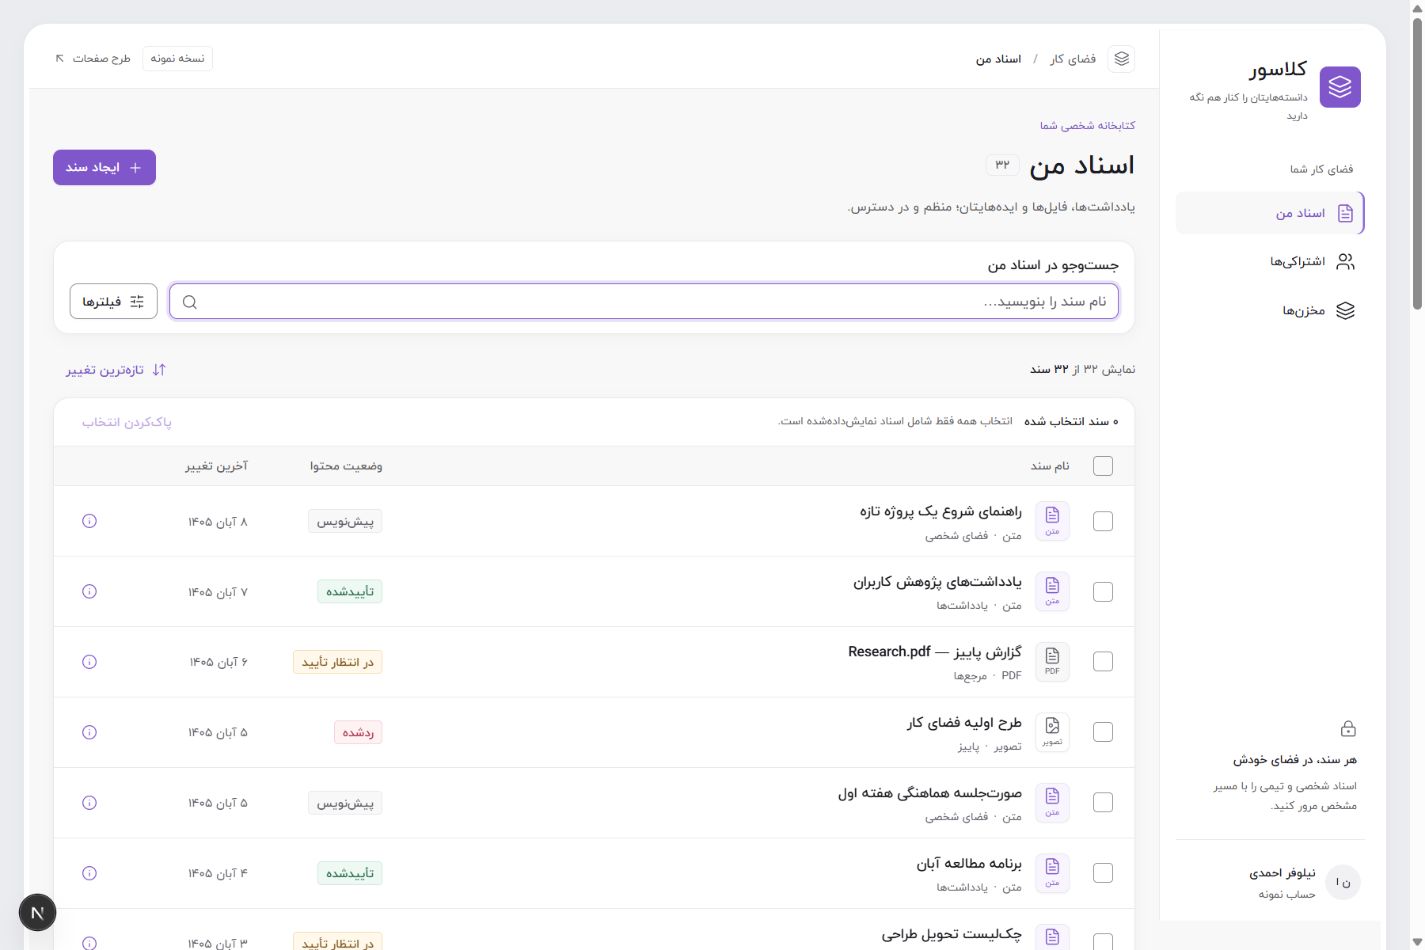 کلاسور
دانسته‌هایتان را کنار هم نگه
دارید
فضای کار شما
اسناد من
اشتراکی‌ها
مخزن‌ها
هر سند، در فضای خودش
اسناد شخصی و تیمی را با مسیر
مشخص مرور کنید.
ن ا
نیلوفر احمدی
حساب نمونه
فضای کار / اسناد من
نسخه نمونه
طرح صفحات
کتابخانه شخصی شما
اسناد من ۳۲
ایجاد سند
یادداشت‌ها، فایل‌ها و ایده‌هایتان؛ منظم و در دسترس.
جست‌وجو در اسناد من
نام سند را بنویسید…
فیلترها
نمایش ۳۲ از ۳۲ سند
تازه‌ترین تغییر
۰ سند انتخاب شده انتخاب همه فقط شامل اسناد نمایش‌داده‌شده است. پاک‌کردن انتخاب
نام سند وضعیت محتوا آخرین تغییر
متن
راهنمای شروع یک پروژه تازه
متن · فضای شخصی
پیش‌نویس
۸ آبان ۱۴۰۵
متن
یادداشت‌های پژوهش کاربران
متن · یادداشت‌ها
تأییدشده
۷ آبان ۱۴۰۵
PDF
گزارش پاییز — Research.pdf
PDF · مرجع‌ها
در انتظار تأیید
۶ آبان ۱۴۰۵
تصویر
طرح اولیه فضای کار
تصویر · پاییز
ردشده
۵ آبان ۱۴۰۵
متن
صورت‌جلسه هماهنگی هفته اول
متن · فضای شخصی
پیش‌نویس
۵ آبان ۱۴۰۵
متن
برنامه مطالعه آبان
متن · یادداشت‌ها
تأییدشده
۴ آبان ۱۴۰۵
متن
چک‌لیست تحویل طراحی
در انتظار تأیید
۳ آبان ۱۴۰۵
N